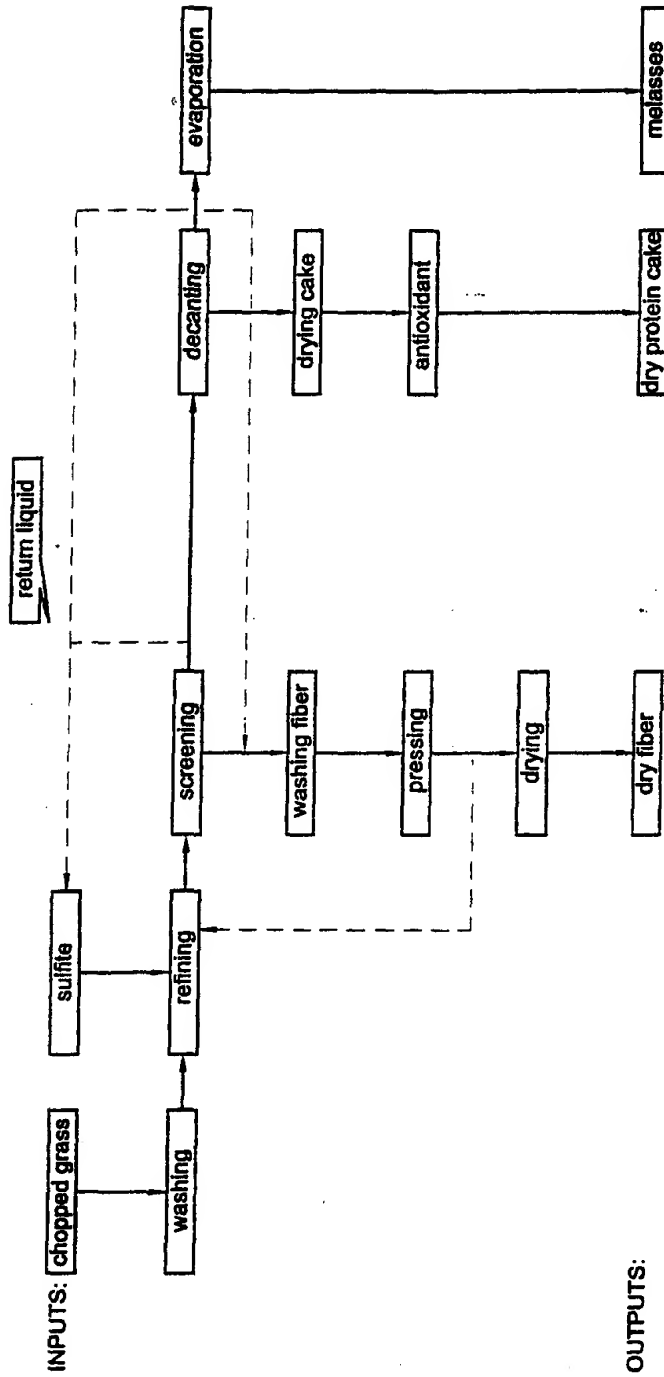 INPUTS:
chopped grass
sulfite
return liquid
washing
refining
screening
decanting
evaporation
washing fiber
drying cake
pressing
antioxidant
drying
OUTPUTS:
dry fiber
dry protein cake
melasses